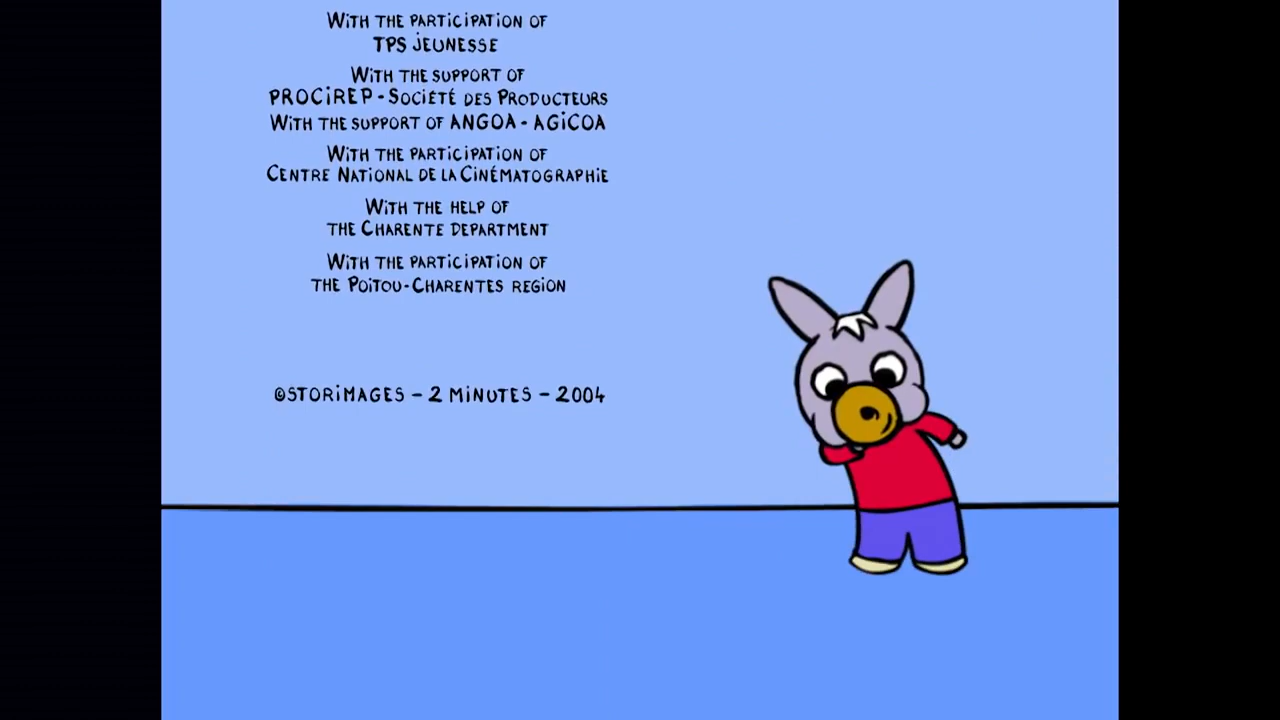 With the participation of
TPS Jeunesse
With the support of
PROCIREP - Société des Producteurs
With the support of ANGOA - AGICOA
With the participation of
Centre National de la Cinématographie
With the help of
the Charente Department
With the participation of
the Poitou-Charentes region
©STORIMAGES - 2 MINUTES - 2004